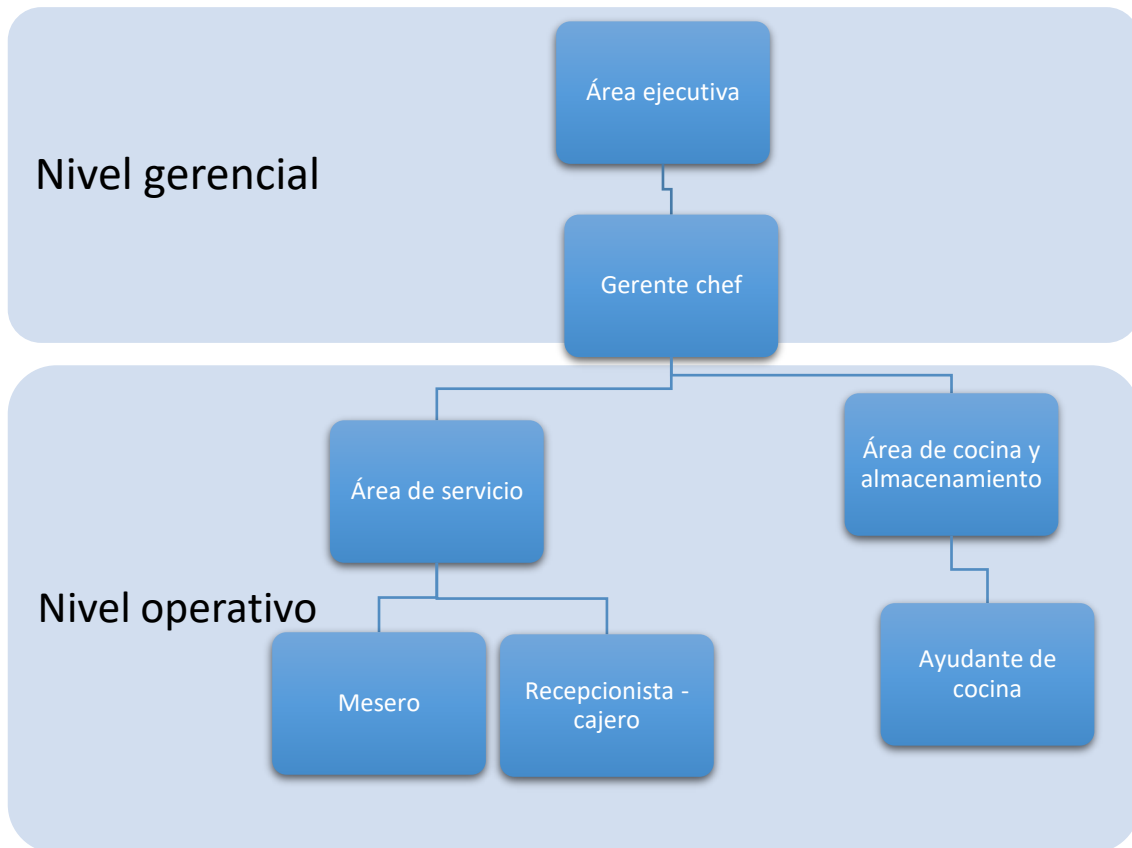 Área ejecutiva
Nivel gerencial
Gerente chef
Área de servicio
Área de cocina y
almacenamiento
Nivel operativo
Mesero
Recepcionista -
cajero
Ayudante de
cocina